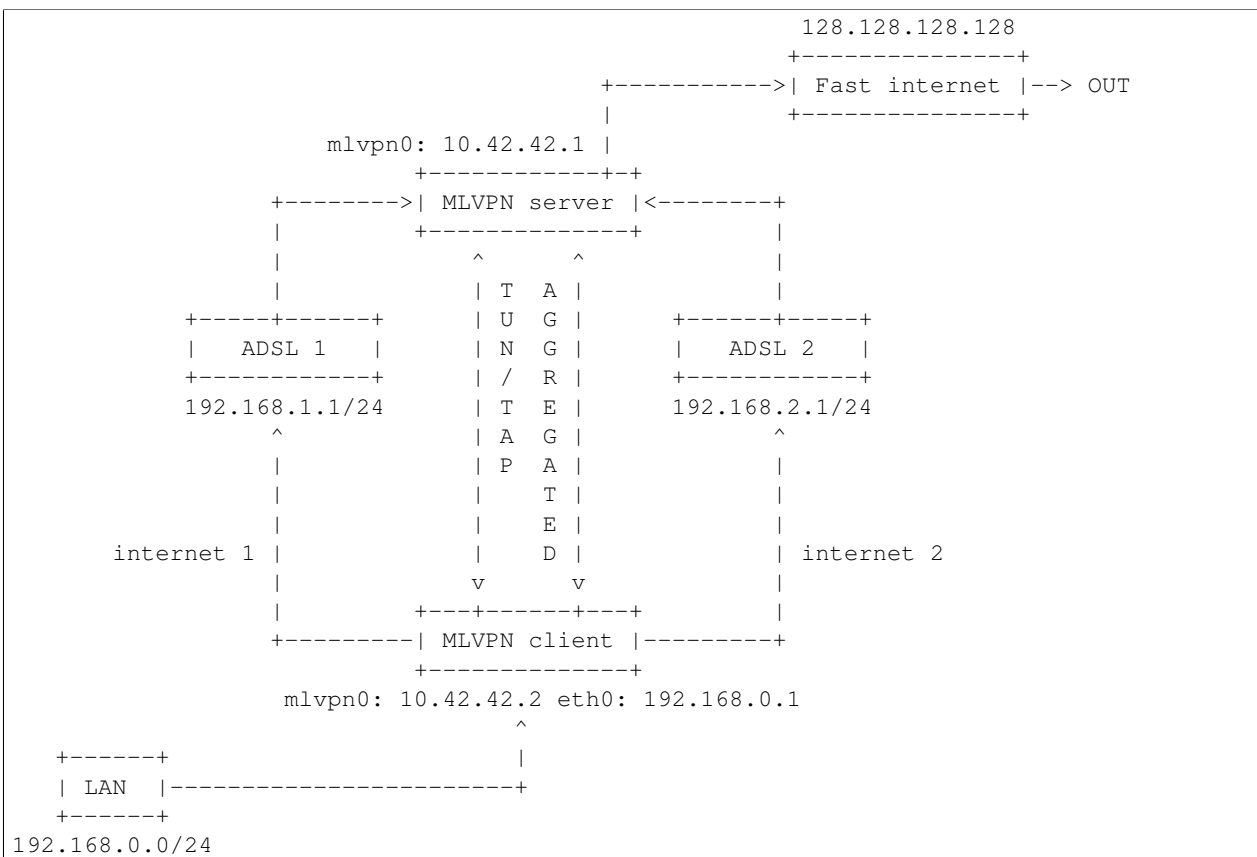 128.128.128.128
                                                      +---------------+
                                         +----------->| Fast internet |--> OUT
                                         |            +---------------+
                      mlvpn0: 10.42.42.1 |
                            +------------+-+
                  +-------->| MLVPN server |<--------+
                  |         +--------------+         |
                  |             ^      ^             |
                  |             | T  A |             |
            +-----+------+      | U  G |      +------+-----+
            |   ADSL 1   |      | N  G |      |   ADSL 2   |
            +------------+      | /  R |      +------------+
            192.168.1.1/24      | T  E |      192.168.2.1/24
                  ^             | A  G |             ^
                  |             | P  A |             |
                  |             |    T |             |
                  |             |    E |             |
       internet 1 |             |    D |             | internet 2
                  |             v      v             |
                  |         +---+------+---+         |
                  +---------| MLVPN client |---------+
                            +--------------+
                   mlvpn0: 10.42.42.2 eth0: 192.168.0.1
                                   ^
   +------+                        |
   | LAN  |------------------------+
   +------+
192.168.0.0/24